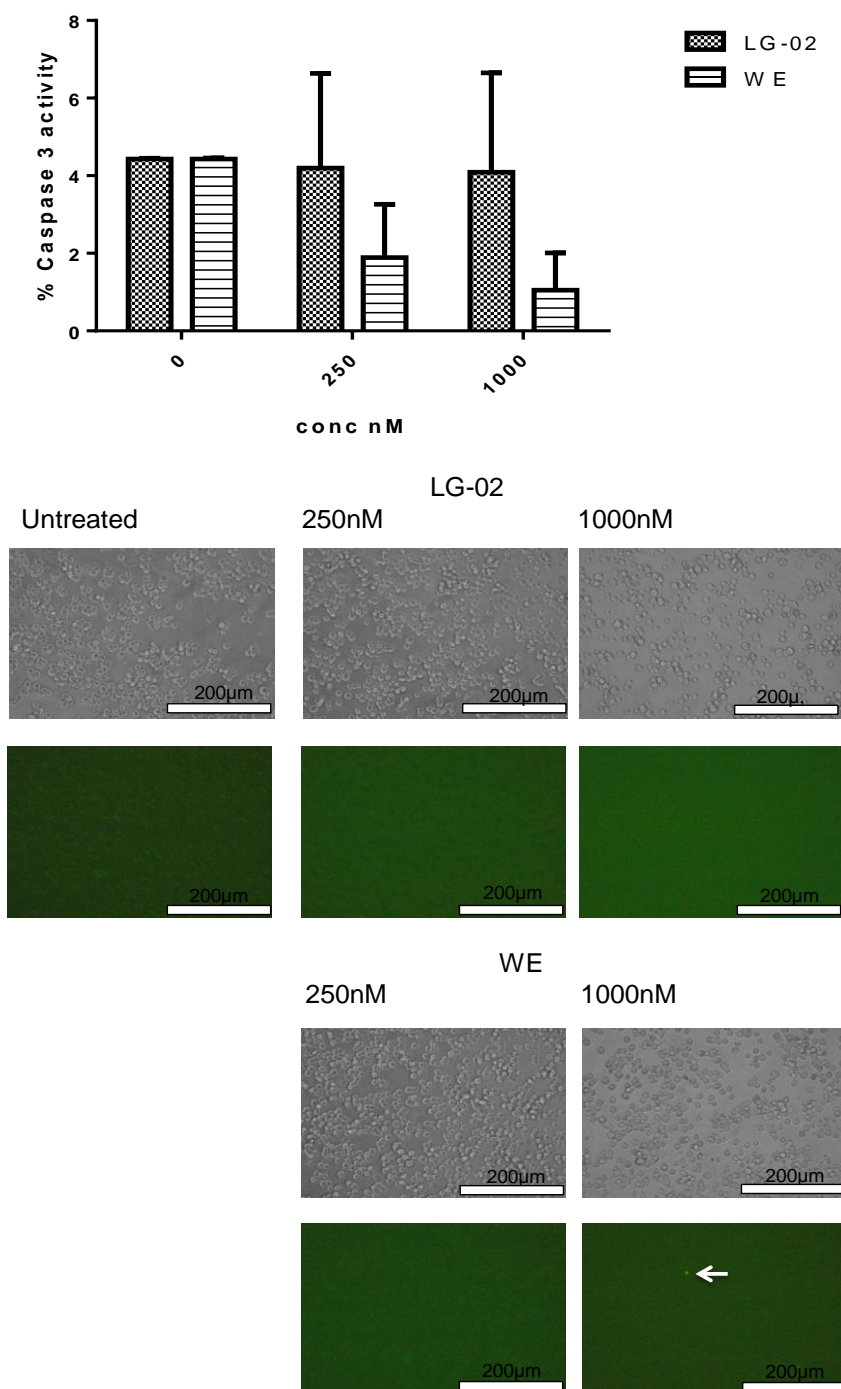 8
6
4
2
0
% Caspase 3 activity
0
250
1000
conc nM
LG-02
WE
LG-02
Untreated 250nM 1000nM
200μm 200μm 200μ,
200μm 200μm 200μm
WE
250nM 1000nM
200μm 200μm
200μm 200μm